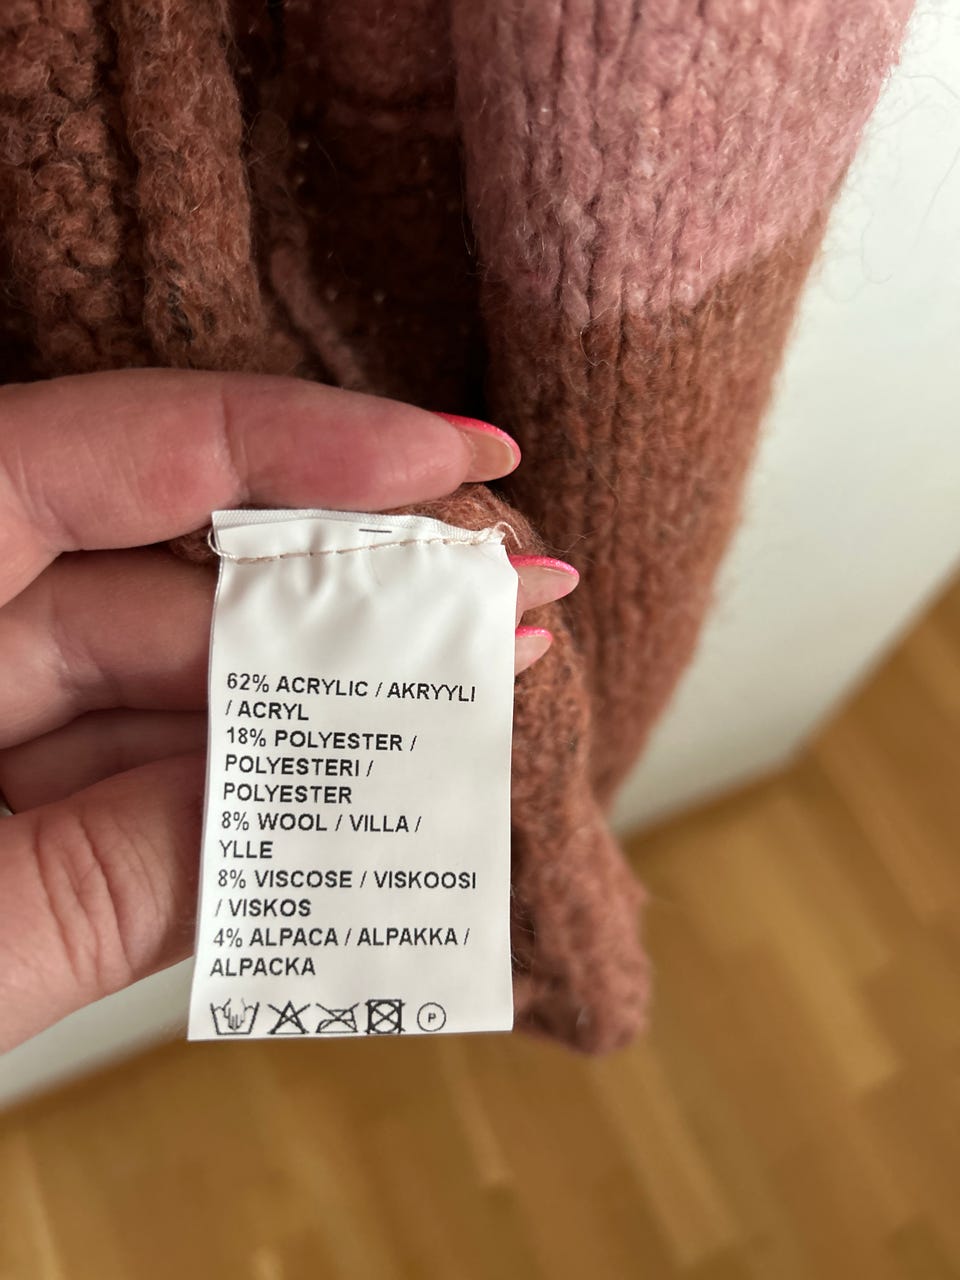 62% ACRYLIC / AKRYYLI
/ ACRYL
18% POLYESTER /
POLYESTERI /
POLYESTER
8% WOOL / VILLA /
YLLE
8% VISCOSE / VISKOOSI
/ VISKOS
4% ALPACA / ALPAKKA /
ALPACKA
P